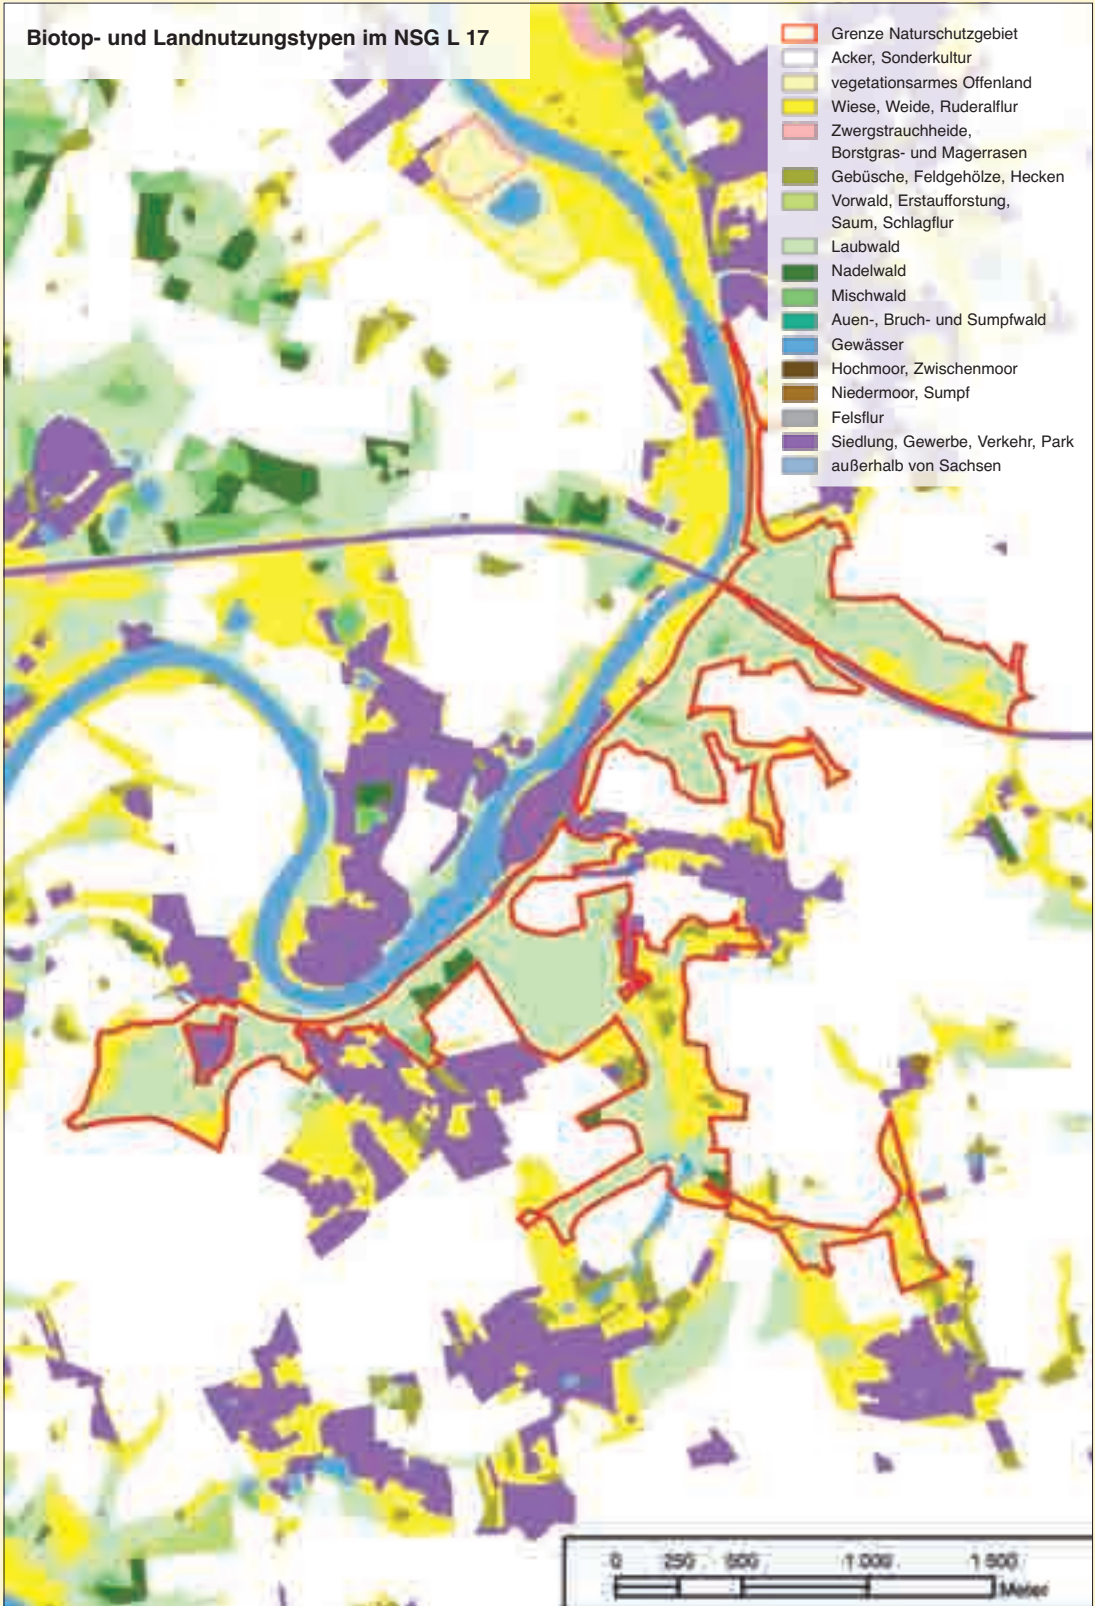 Biotop- und Landnutzungstypen im NSG L 17
Grenze Naturschutzgebiet
Acker, Sonderkultur
vegetationsarmes Offenland
Wiese, Weide, Ruderalflur
Zwergstrauchheide,
Borstgras- und Magerrasen
Gebüsche, Feldgehölze, Hecken
Vorwald, Erstaufforstung,
Saum, Schlagflur
Laubwald
Nadelwald
Mischwald
Auen-, Bruch- und Sumpfwald
Gewässer
Hochmoor, Zwischenmoor
Niedermoor, Sumpf
Felsflur
Siedlung, Gewerbe, Verkehr, Park
außerhalb von Sachsen
0 250 500 1 000 1 500
Meter